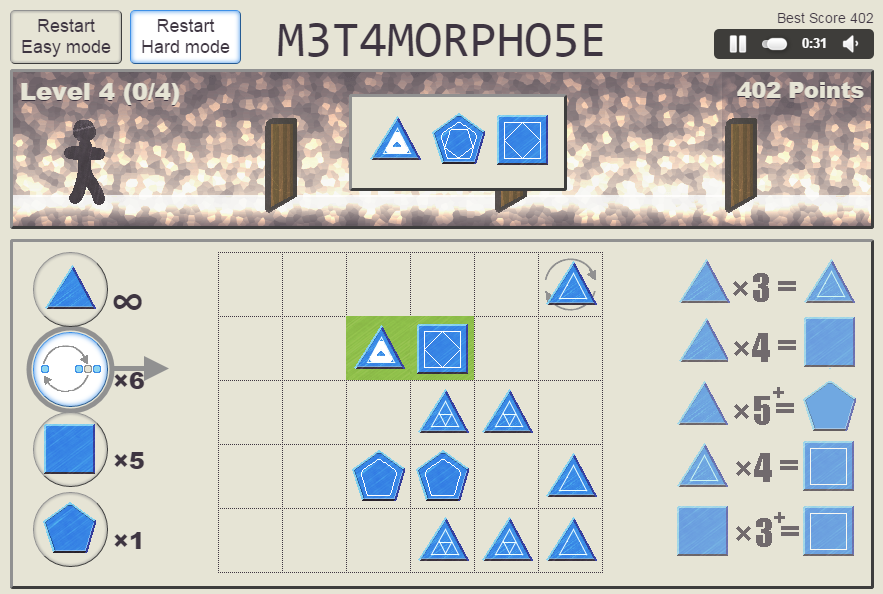 Restart
Easy mode
Restart
Hard mode
M3T4M0RPH05E
Best Score 402
0:31
Level 4 (0/4)
402 Points
∞
×6
×5
×1
×3 =
×4 =
×5+ =
×4 =
×3+ =